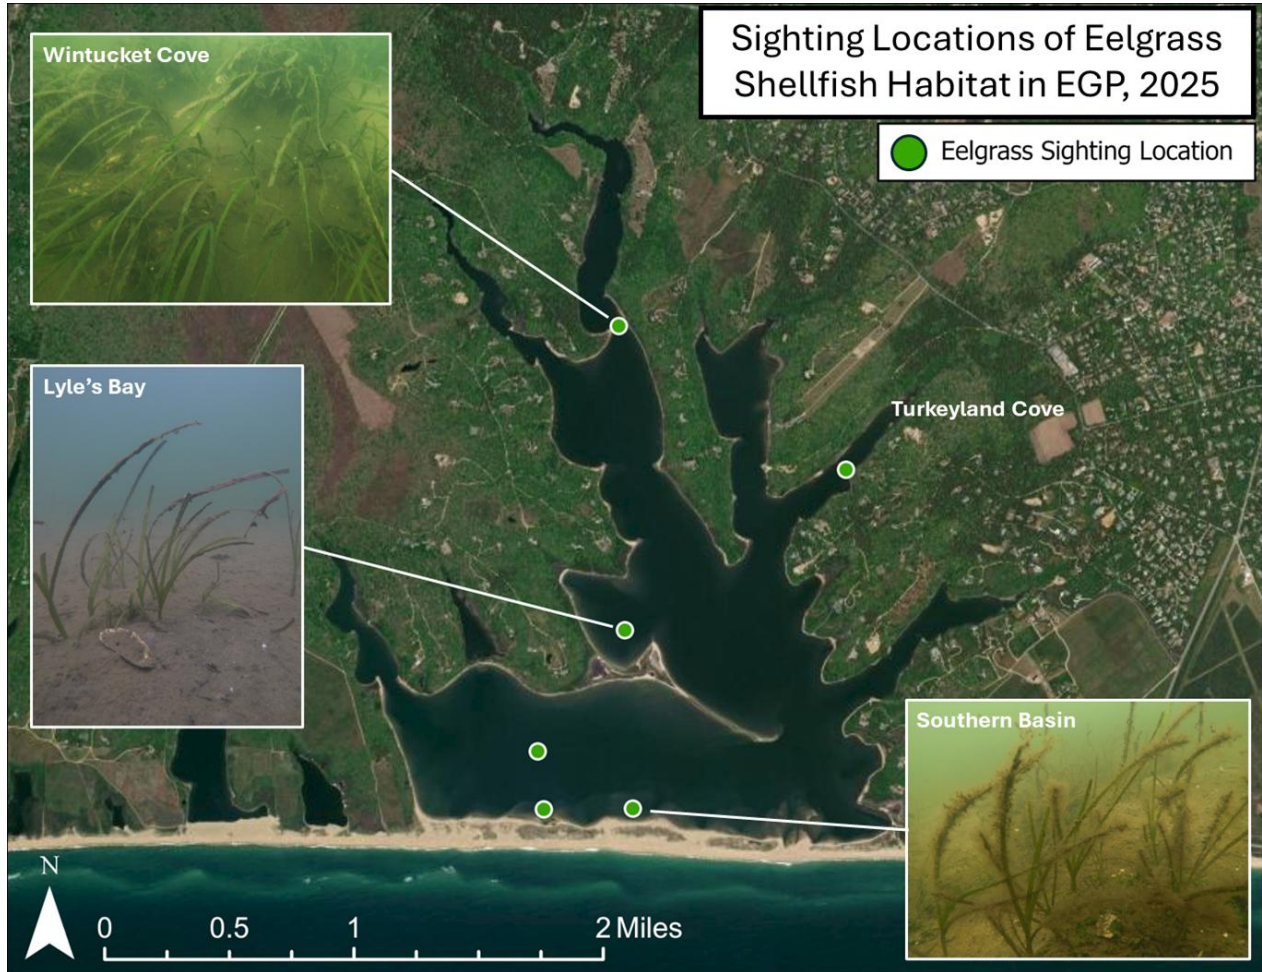 Sighting Locations of Eelgrass
Shellfish Habitat in EGP, 2025
Eelgrass Sighting Location
Wintucket Cove
Lyle’s Bay
Turkeyland Cove
Southern Basin
N
0 0.5 1 2 Miles